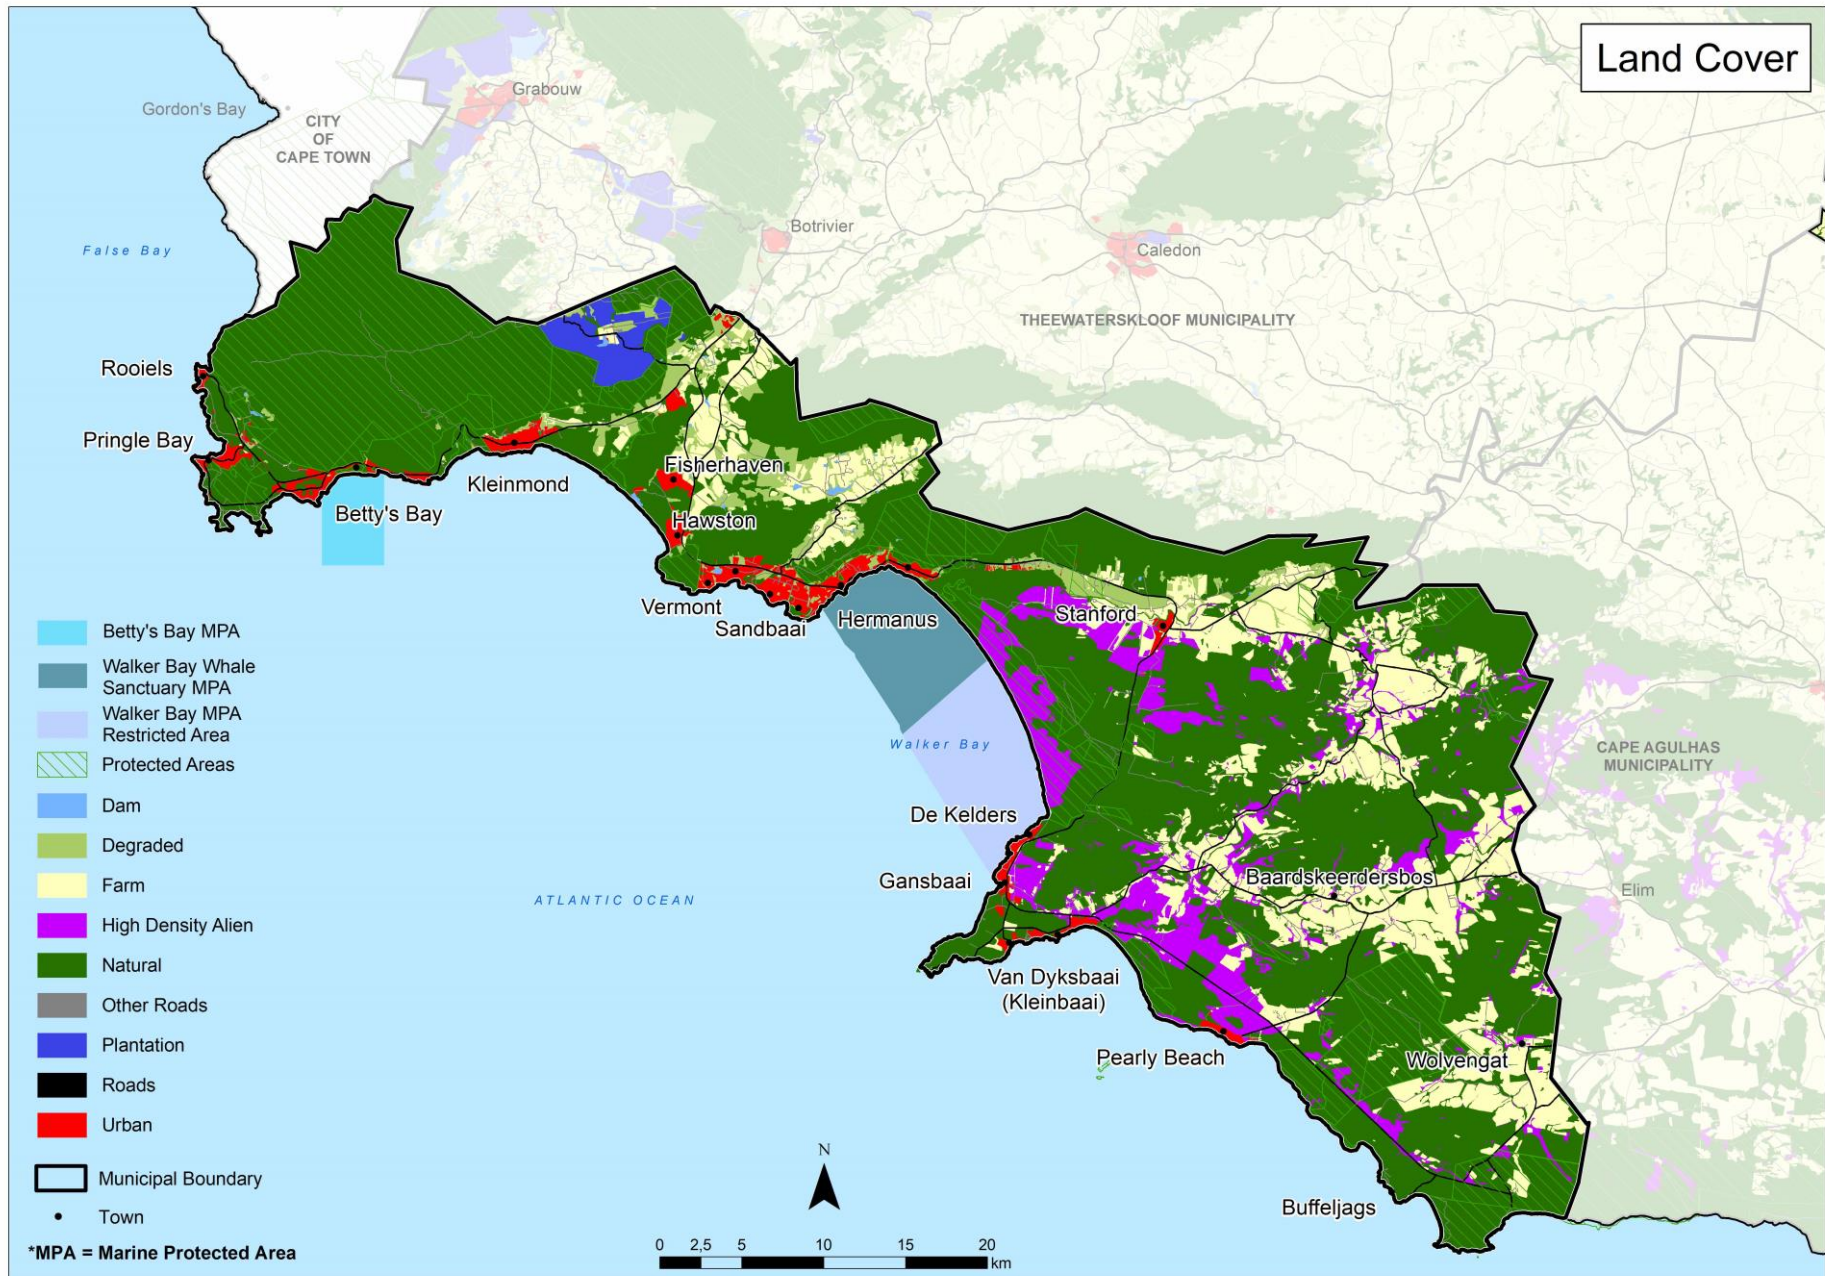 Land Cover
Grabouw
Gordon's Bay
CITY
OF
CAPE TOWN
False Bay
Botrivier
Caledon
THEEWATERSKLOOF MUNICIPALITY
Rooiels
Pringle Bay
Betty's Bay
Kleinmond
Fisherhaven
Hawston
Vermont
Sandbaai
Hermanus
Stanford
Walker Bay
CAPE AGULHAS
MUNICIPALITY
De Kelders
Gansbaai
Baardskeerdersbos
Elim
ATLANTIC OCEAN
Van Dyksbaai
(Kleinbaai)
Pearly Beach
Wolvengat
Buffeljags
Betty's Bay MPA
Walker Bay Whale
Sanctuary MPA
Walker Bay MPA
Restricted Area
Protected Areas
Dam
Degraded
Farm
High Density Alien
Natural
Other Roads
Plantation
Roads
Urban
Municipal Boundary
Town
*MPA = Marine Protected Area
N
0 2,5 5 10 15 20
km